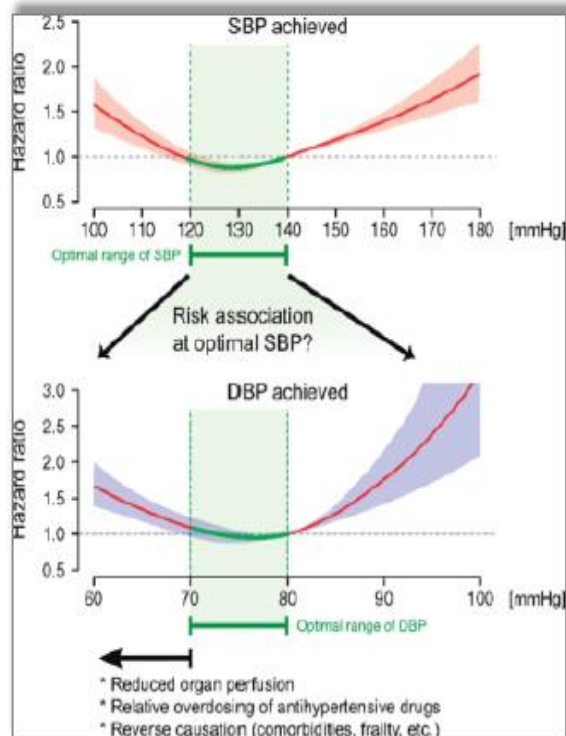 SBP achieved
Hazard ratio
2.5
2.0
1.5
1.0
0.5
100 110 120 130 140 150 160 170 180 [mmHg]
Optimal range of SBP
Risk association
at optimal SBP?
DBP achieved
Hazard ratio
3.0
2.5
2.0
1.5
1.0
0.5
60 70 80 90 100 [mmHg]
Optimal range of DBP
* Reduced organ perfusion
* Relative overdosing of antihypertensive drugs
* Reverse causation (comorbidities, frailty, etc.)